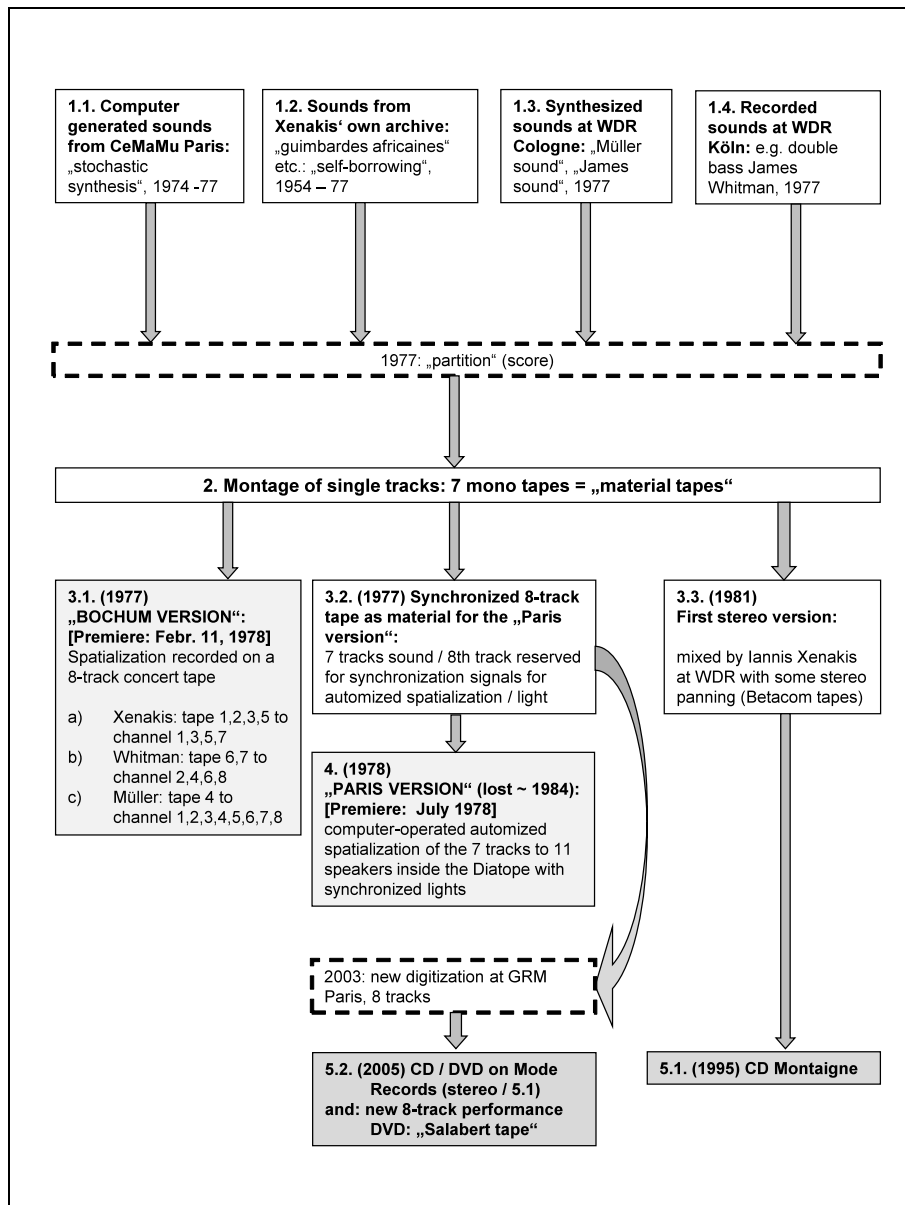 1.1. Computer
generated sounds
from CeMaMu Paris:
„stochastic
synthesis“, 1974 -77
1.2. Sounds from
Xenakis‘ own archive:
„guimbardes africaines“
etc.: „self-borrowing“,
1954 – 77
1.3. Synthesized
sounds at WDR
Cologne: „Müller
sound“, „James
sound“, 1977
1.4. Recorded
sounds at WDR
Köln: e.g. double
bass James
Whitman, 1977
1977: „partition“ (score)
2. Montage of single tracks: 7 mono tapes = „material tapes“
3.1. (1977)
„BOCHUM VERSION“:
[Premiere: Febr. 11, 1978]
Spatialization recorded on a
8-track concert tape
a) Xenakis: tape 1,2,3,5 to
channel 1,3,5,7
b) Whitman: tape 6,7 to
channel 2,4,6,8
c) Müller: tape 4 to
channel 1,2,3,4,5,6,7,8
3.2. (1977) Synchronized 8-track
tape as material for the „Paris
version“:
7 tracks sound / 8th track reserved
for synchronization signals for
automized spatialization / light
3.3. (1981)
First stereo version:
mixed by Iannis Xenakis
at WDR with some stereo
panning (Betacom tapes)
4. (1978)
„PARIS VERSION“ (lost ~ 1984):
[Premiere: July 1978]
computer-operated automized
spatialization of the 7 tracks to 11
speakers inside the Diatope with
synchronized lights
2003: new digitization at GRM
Paris, 8 tracks
5.2. (2005) CD / DVD on Mode
Records (stereo / 5.1)
and: new 8-track performance
DVD: „Salabert tape“
5.1. (1995) CD Montaigne